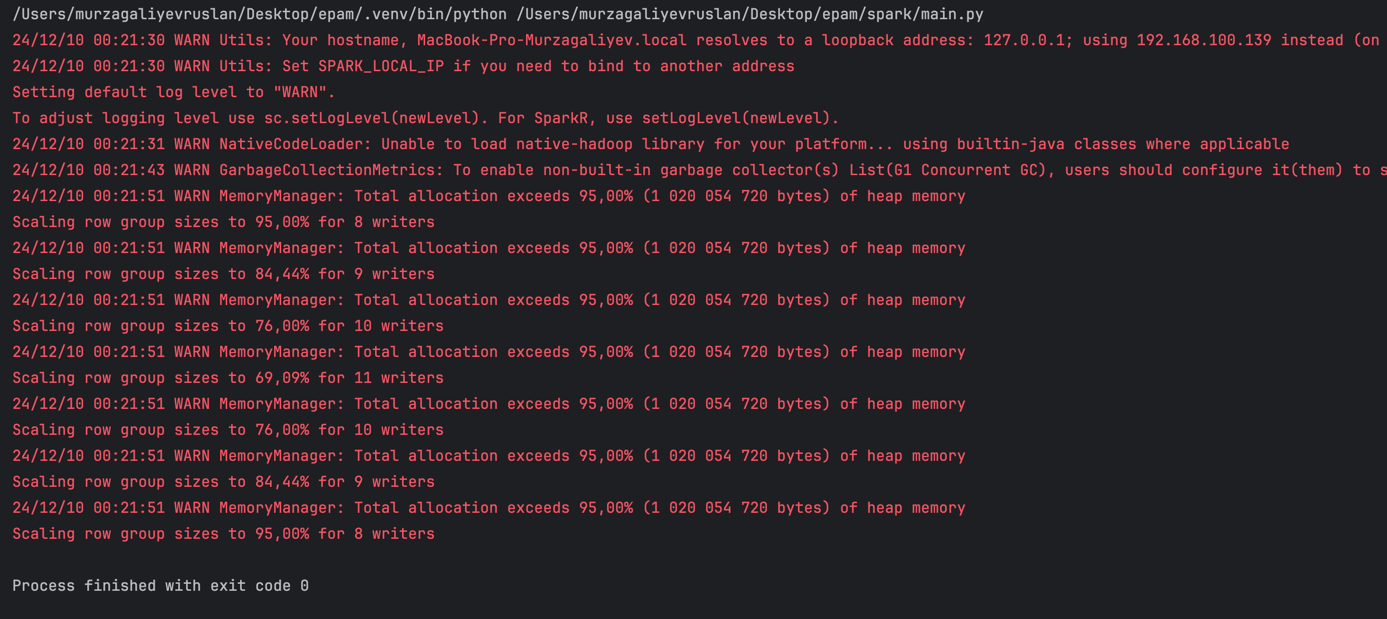 /Users/murzagaliyevruslan/Desktop/epam/.venv/bin/python /Users/murzagaliyevruslan/Desktop/epam/spark/main.py
24/12/10 00:21:30 WARN Utils: Your hostname, MacBook-Pro-Murzagaliyev.local resolves to a loopback address: 127.0.0.1; using 192.168.100.139 instead (on
24/12/10 00:21:30 WARN Utils: Set SPARK_LOCAL_IP if you need to bind to another address
Setting default log level to "WARN".
To adjust logging level use sc.setLogLevel(newLevel). For SparkR, use setLogLevel(newLevel).
24/12/10 00:21:31 WARN NativeCodeLoader: Unable to load native-hadoop library for your platform... using builtin-java classes where applicable
24/12/10 00:21:43 WARN GarbageCollectionMetrics: To enable non-built-in garbage collector(s) List(G1 Concurrent GC), users should configure it(them) to s
24/12/10 00:21:51 WARN MemoryManager: Total allocation exceeds 95,00% (1 020 054 720 bytes) of heap memory
Scaling row group sizes to 95,00% for 8 writers
24/12/10 00:21:51 WARN MemoryManager: Total allocation exceeds 95,00% (1 020 054 720 bytes) of heap memory
Scaling row group sizes to 84,44% for 9 writers
24/12/10 00:21:51 WARN MemoryManager: Total allocation exceeds 95,00% (1 020 054 720 bytes) of heap memory
Scaling row group sizes to 76,00% for 10 writers
24/12/10 00:21:51 WARN MemoryManager: Total allocation exceeds 95,00% (1 020 054 720 bytes) of heap memory
Scaling row group sizes to 69,09% for 11 writers
24/12/10 00:21:51 WARN MemoryManager: Total allocation exceeds 95,00% (1 020 054 720 bytes) of heap memory
Scaling row group sizes to 76,00% for 10 writers
24/12/10 00:21:51 WARN MemoryManager: Total allocation exceeds 95,00% (1 020 054 720 bytes) of heap memory
Scaling row group sizes to 84,44% for 9 writers
24/12/10 00:21:51 WARN MemoryManager: Total allocation exceeds 95,00% (1 020 054 720 bytes) of heap memory
Scaling row group sizes to 95,00% for 8 writers
Process finished with exit code 0